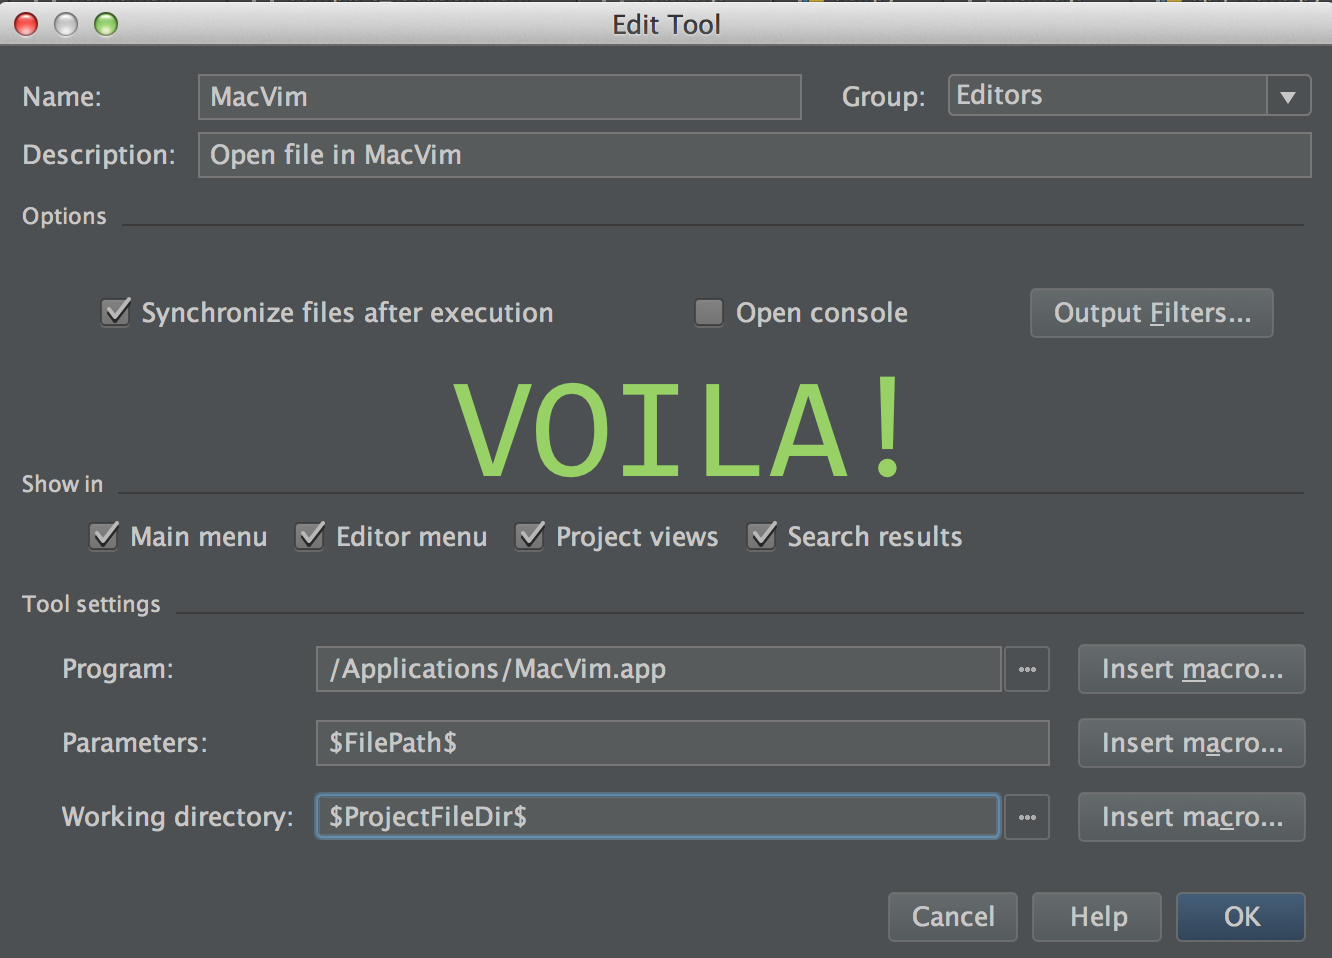 Edit Tool
Name: MacVim Group: Editors
Description: Open file in MacVim
Options
Synchronize files after execution Open console Output Filters...
VOILA!
Show in
Main menu Editor menu Project views Search results
Tool settings
Program: /Applications/MacVim.app ... Insert macro...
Parameters: $FilePath$ Insert macro...
Working directory: $ProjectFileDir$ ... Insert macro...
Cancel Help OK